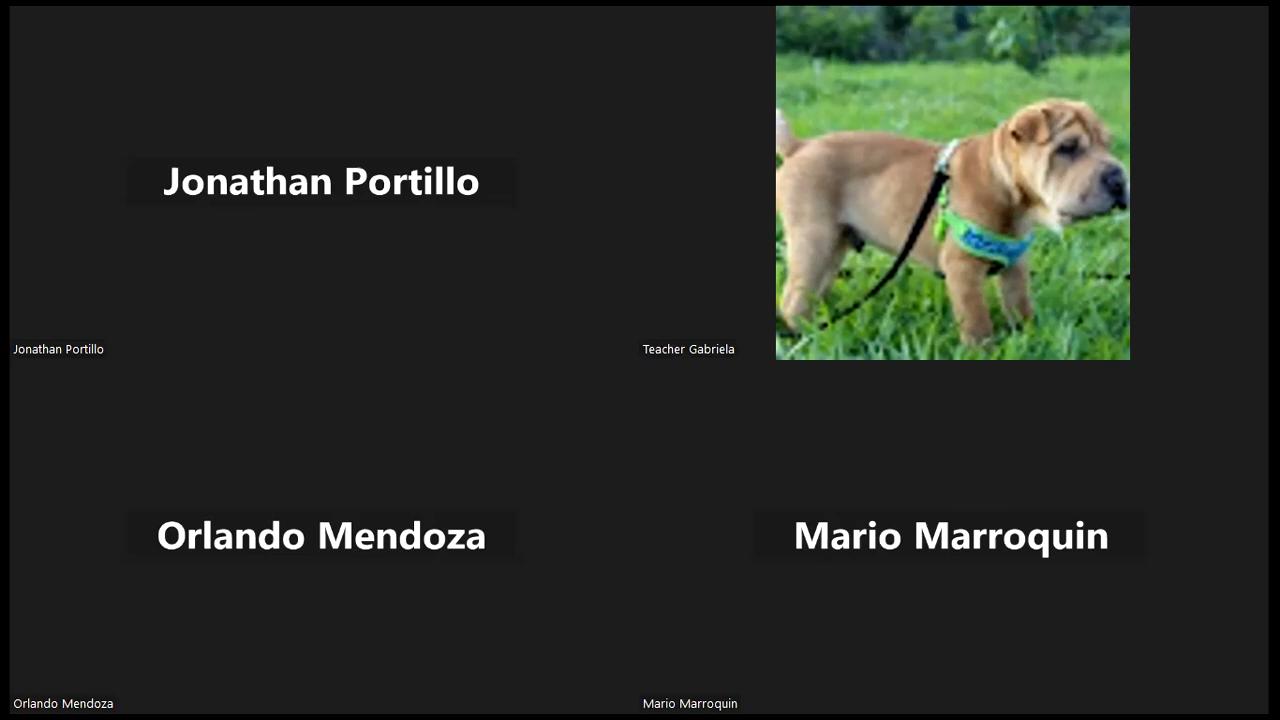 Jonathan Portillo
Jonathan Portillo
Teacher Gabriela
Orlando Mendoza
Mario Marroquin
Orlando Mendoza
Mario Marroquin